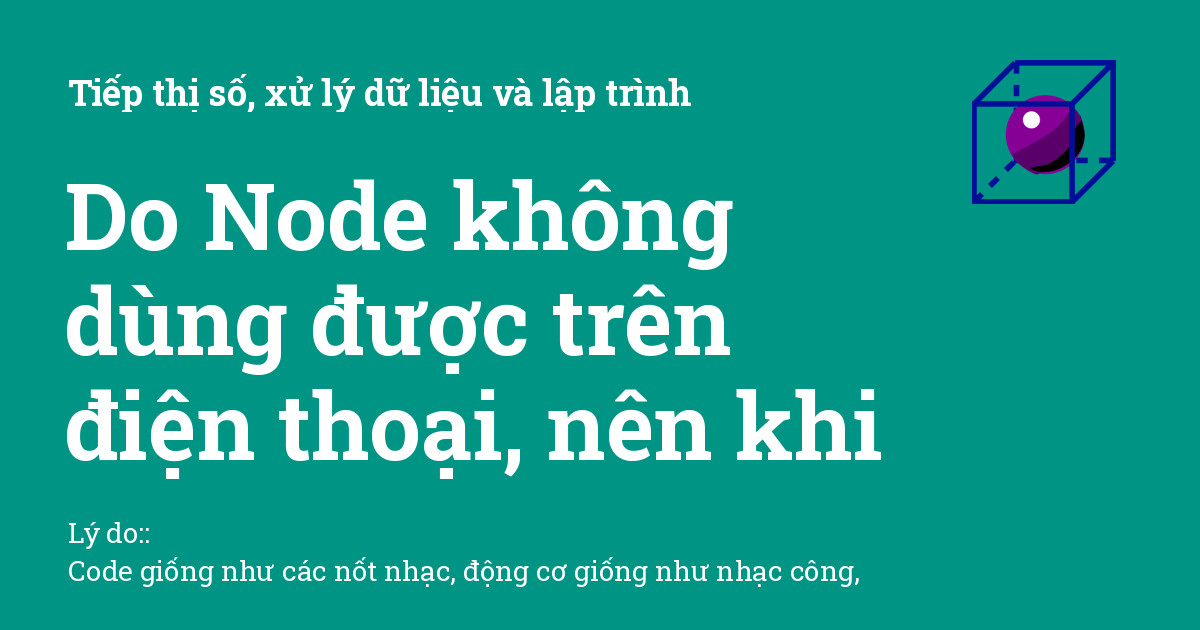 Tiếp thị số, xử lý dữ liệu và lập trình
Do Node không
dùng được trên
điện thoại, nên khi
Lý do::
Code giống như các nốt nhạc, động cơ giống như nhạc công,